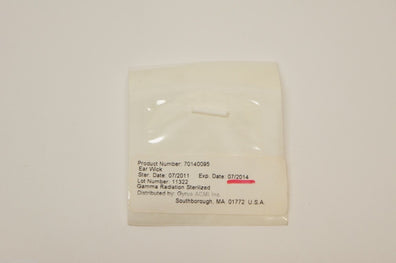 Product Number: 70140095
Ear Wick
Ster. Date: 07/2011 Exp. Date: 07/2014
Lot Number: 11322
Gamma Radiation Sterilized
Distributed by: Gyrus ACMI Inc.
Southborough, MA 01772 U.S.A.